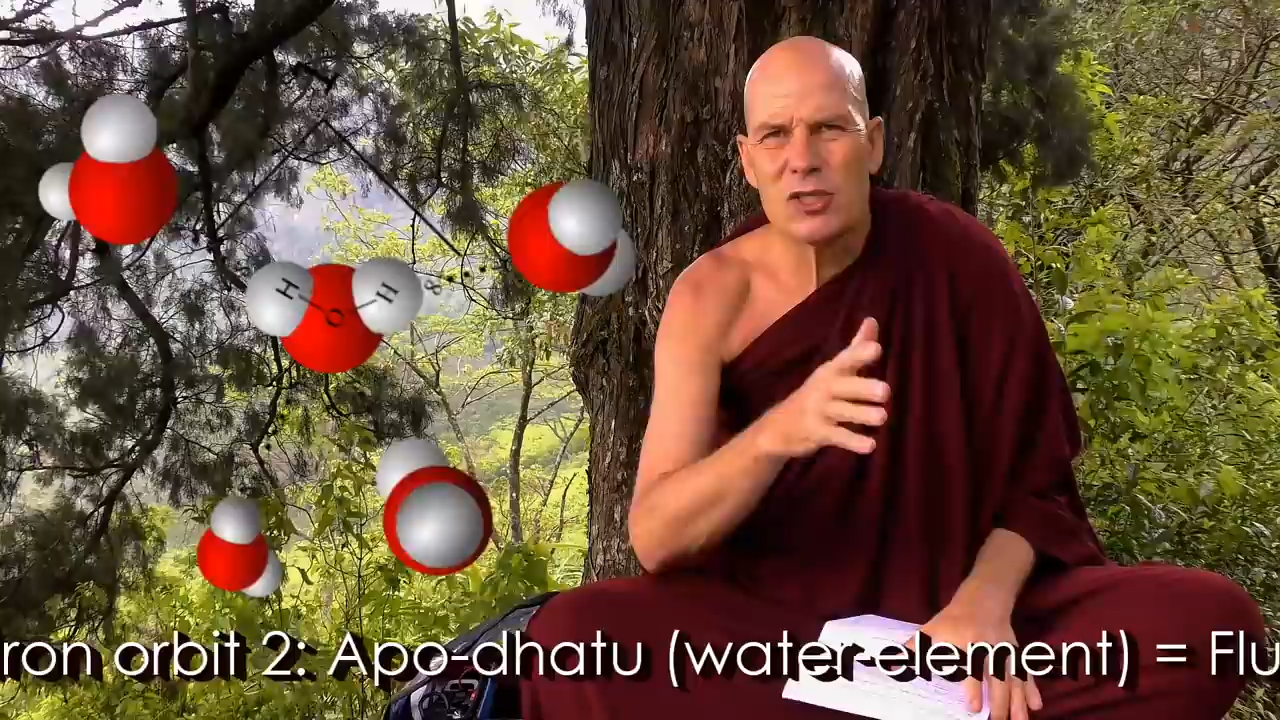 H O H
ron orbit 2: Apo-dhatu (water-element) = Flu